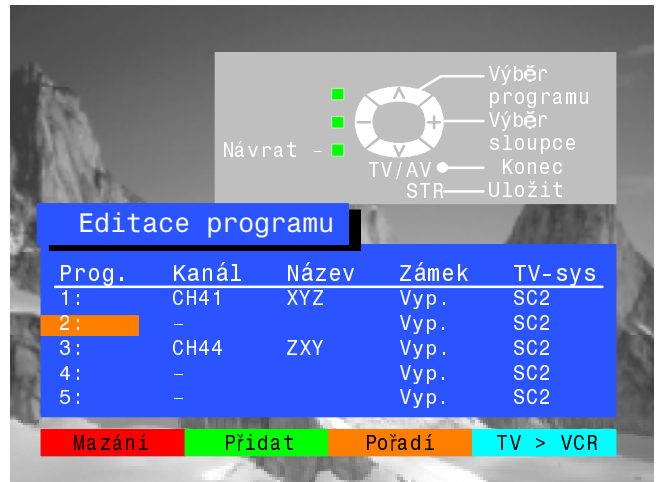 Výběr
programu
Výběr
sloupce
Návrat –
TV/AV
Konec
STR
Uložit
Editace programu
Prog. Kanál Název Zámek TV-sys
1: CH41 XYZ Vyp. SC2
2: – Vyp. SC2
3: CH44 ZXY Vyp. SC2
4: – Vyp. SC2
5: – Vyp. SC2
Mazání Přidat Pořadí TV > VCR